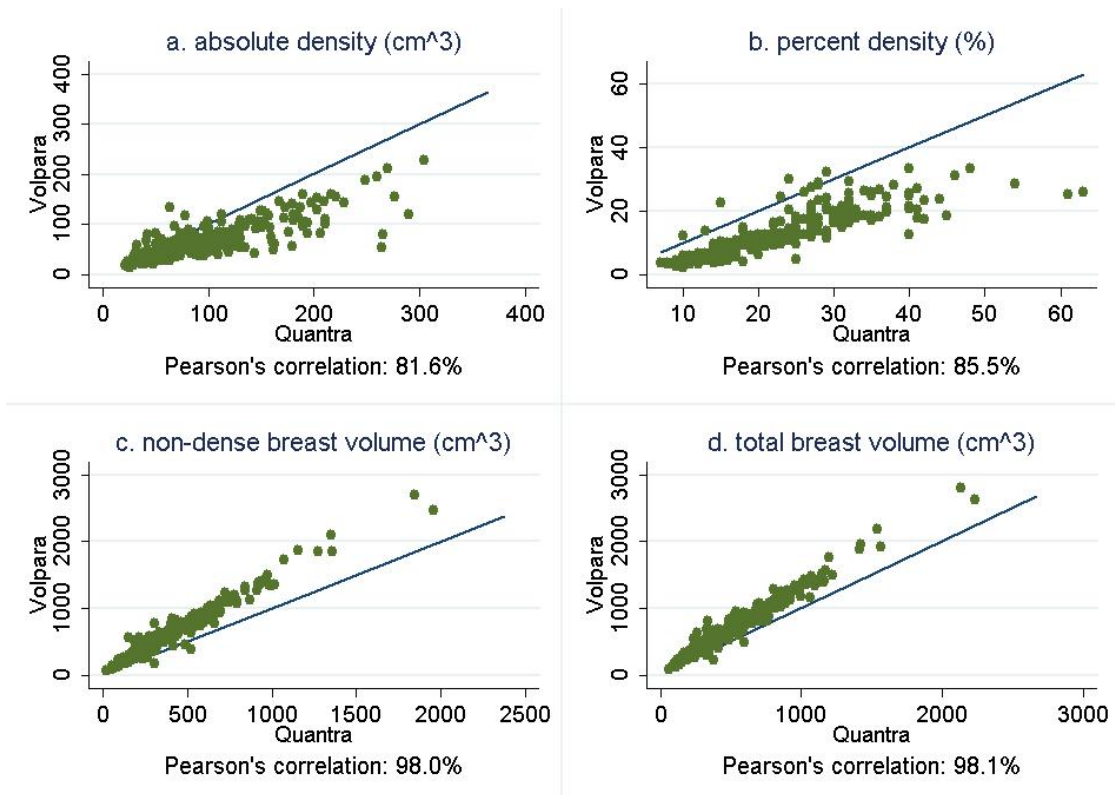 a. absolute density (cm^3)
Volpara
0 100 200 300 400
0 100 200 300 400
Quantra
Pearson's correlation: 81.6%
b. percent density (%)
Volpara
0 20 40 60
10 20 30 40 50 60
Quantra
Pearson's correlation: 85.5%
c. non-dense breast volume (cm^3)
Volpara
0 1000 2000 3000
0 500 1000 1500 2000 2500
Quantra
Pearson's correlation: 98.0%
d. total breast volume (cm^3)
Volpara
0 1000 2000 3000
0 1000 2000 3000
Quantra
Pearson's correlation: 98.1%